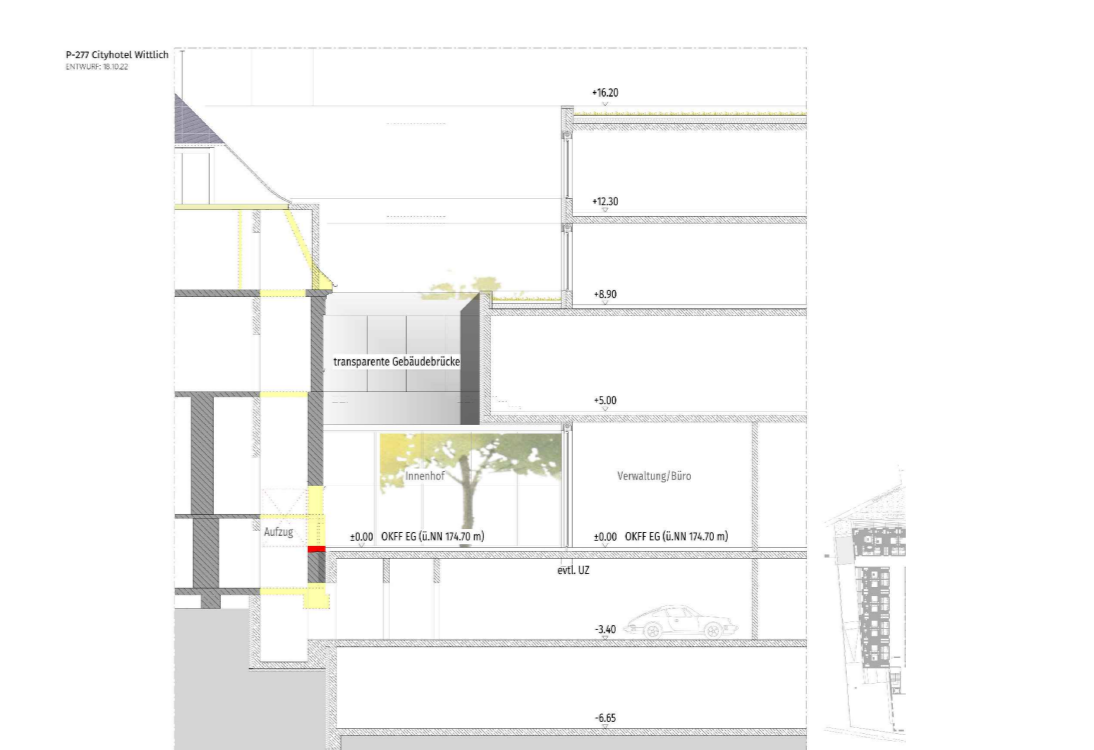 P-277 Cityhotel Wittlich
ENTWURF: 18.10.22
+16.20
+12.30
+8.90
transparente Gebäudebrücke
+5.00
Innenhof
Verwaltung/Büro
Aufzug
±0.00 OKFF EG (ü.NN 174.70 m)
±0.00 OKFF EG (ü.NN 174.70 m)
evtl. UZ
-3.40
-6.65